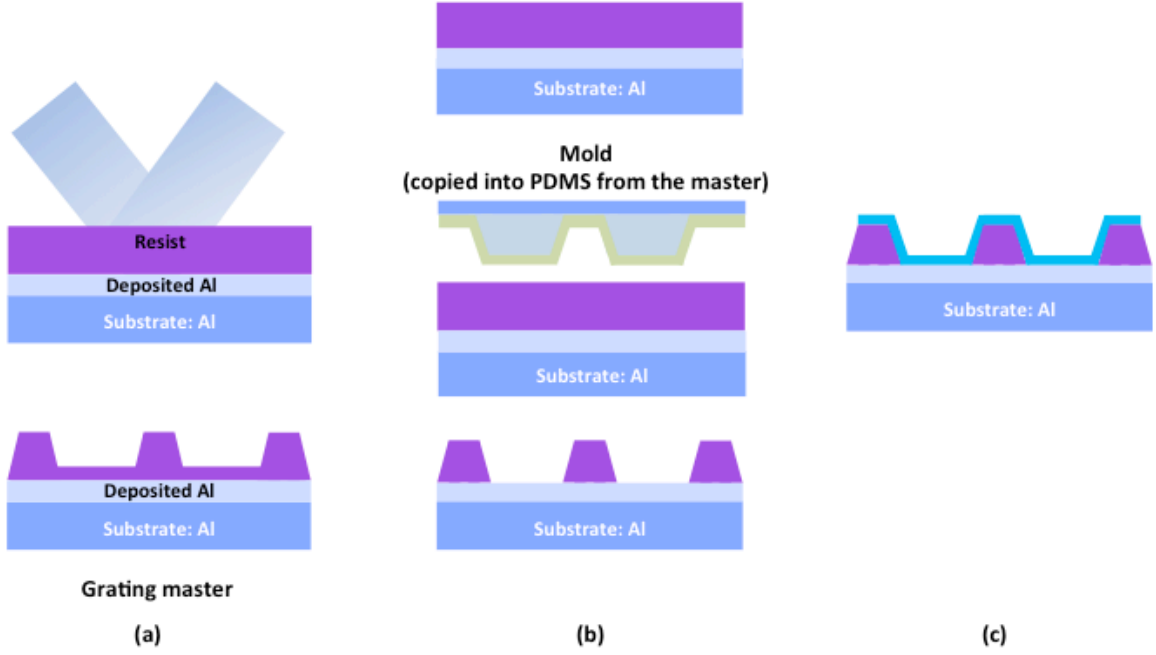 Resist
Deposited Al
Substrate: Al
Deposited Al
Substrate: Al
Grating master
(a)
Substrate: Al
Mold
(copied into PDMS from the master)
Substrate: Al
Substrate: Al
(b)
Substrate: Al
(c)